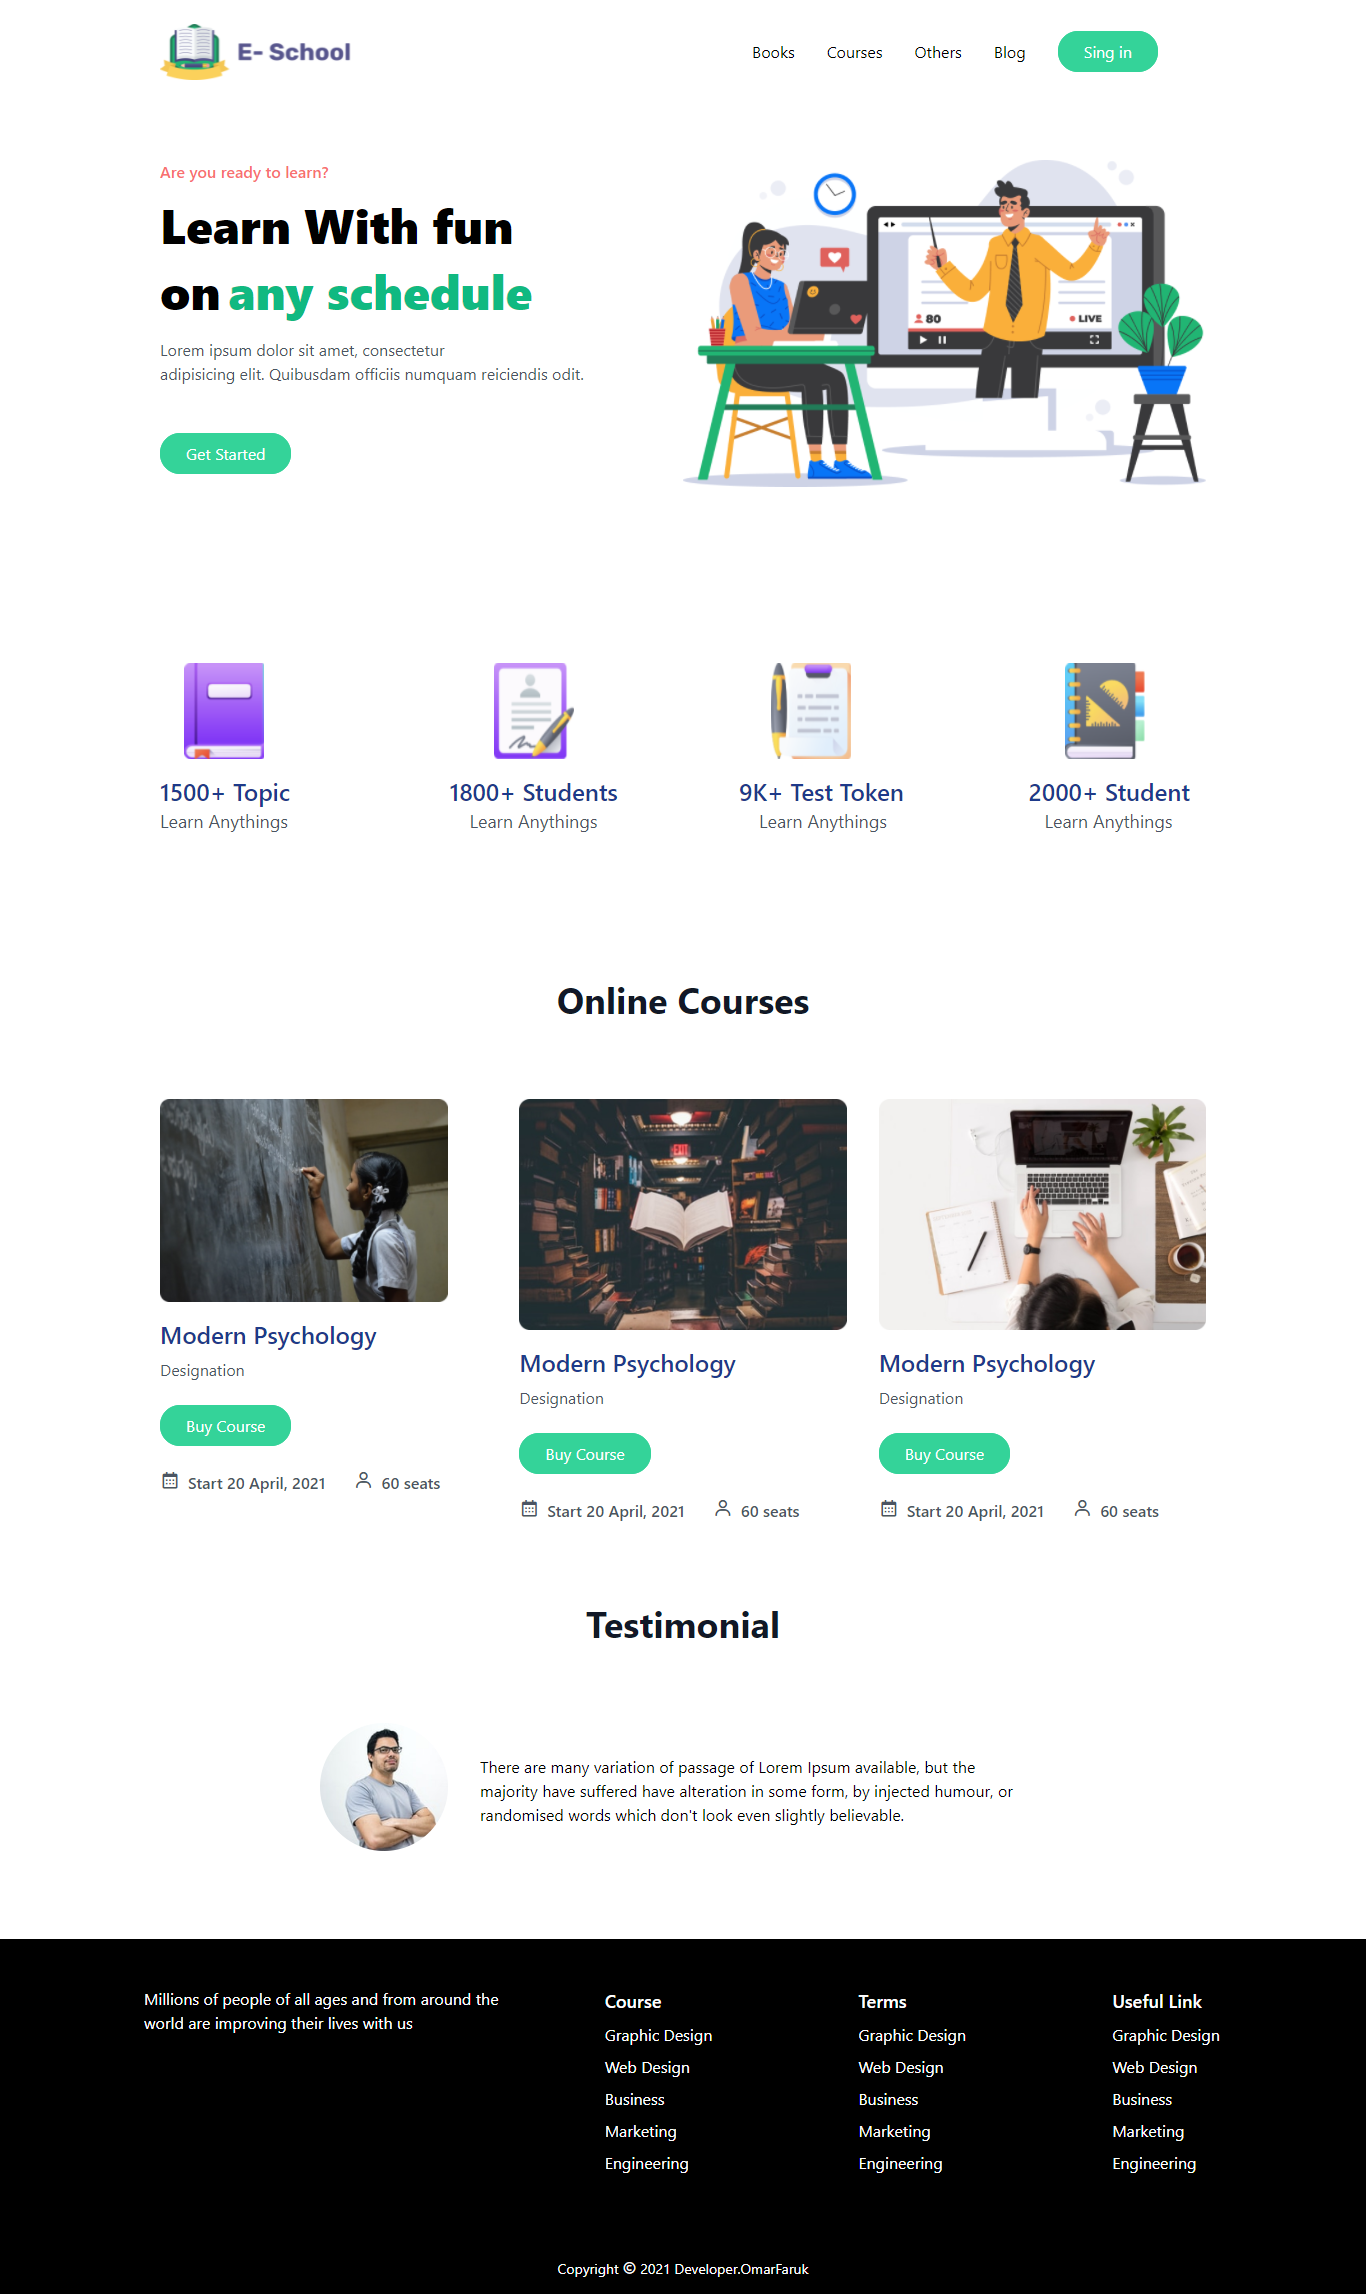 E- School
Books
Courses
Others
Blog
Sing in
Are you ready to learn?
Learn With fun
on any schedule
Lorem ipsum dolor sit amet, consectetur
adipisicing elit. Quibusdam officiis numquam reiciendis odit.
Get Started
80
LIVE
1500+ Topic
Learn Anythings
1800+ Students
Learn Anythings
9K+ Test Token
Learn Anythings
2000+ Student
Learn Anythings
Online Courses
EXIT
Modern Psychology
Designation
Buy Course
Start 20 April, 2021
60 seats
Modern Psychology
Designation
Buy Course
Start 20 April, 2021
60 seats
Modern Psychology
Designation
Buy Course
Start 20 April, 2021
60 seats
Testimonial
There are many variation of passage of Lorem Ipsum available, but the
majority have suffered have alteration in some form, by injected humour, or
randomised words which don't look even slightly believable.
Millions of people of all ages and from around the
world are improving their lives with us
Course
Graphic Design
Web Design
Business
Marketing
Engineering
Terms
Graphic Design
Web Design
Business
Marketing
Engineering
Useful Link
Graphic Design
Web Design
Business
Marketing
Engineering
Copyright © 2021 Developer.OmarFaruk